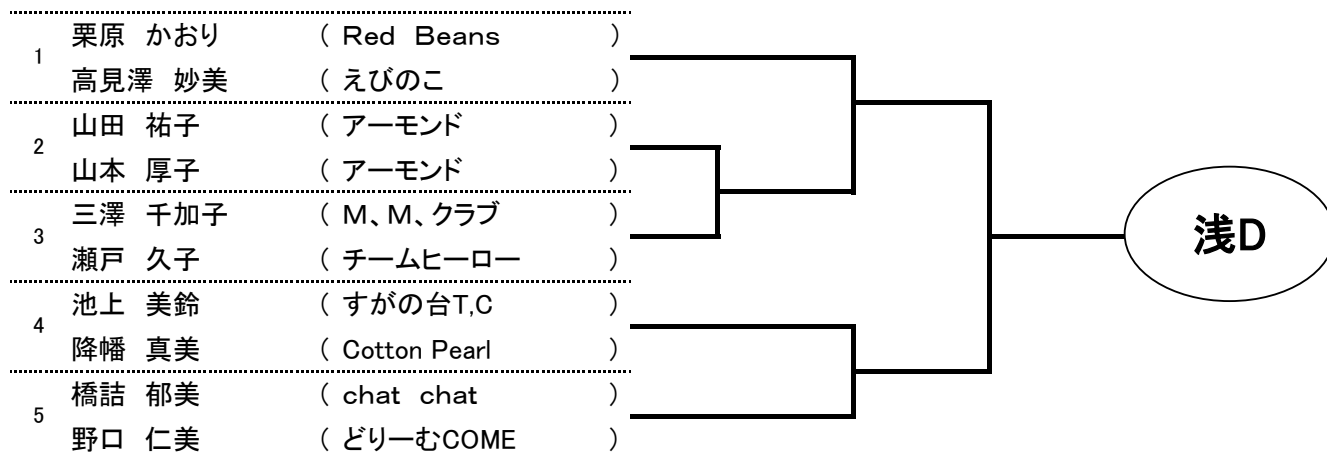 1
栗原 かおり ( Red Beans )
高見澤 妙美 ( えびのこ )
2
山田 祐子 ( アーモンド )
山本 厚子 ( アーモンド )
3
三澤 千加子 ( M、M、クラブ )
瀬戸 久子 ( チームヒーロー )
4
池上 美鈴 ( すがの台T,C )
降幡 真美 ( Cotton Pearl )
5
橋詰 郁美 ( chat chat )
野口 仁美 ( どりーむCOME )
浅D